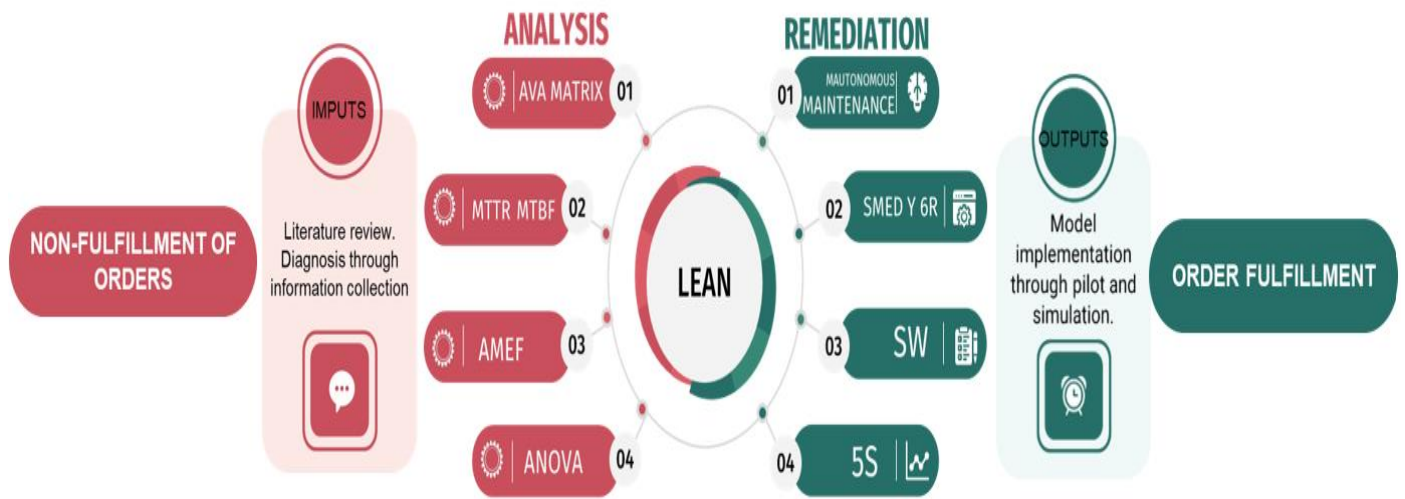 NON-FULFILLMENT OF
ORDERS
IMPUTS
Literature review.
Diagnosis through
information collection
ANALYSIS
AVA MATRIX 01
MTTR MTBF 02
AMEF 03
ANOVA 04
LEAN
REMEDIATION
01 MAUTONOMOUS
MAINTENANCE
02 SMED Y 6R
03 SW
04 5S
OUTPUTS
Model
implementation
through pilot and
simulation.
ORDER FULFILLMENT